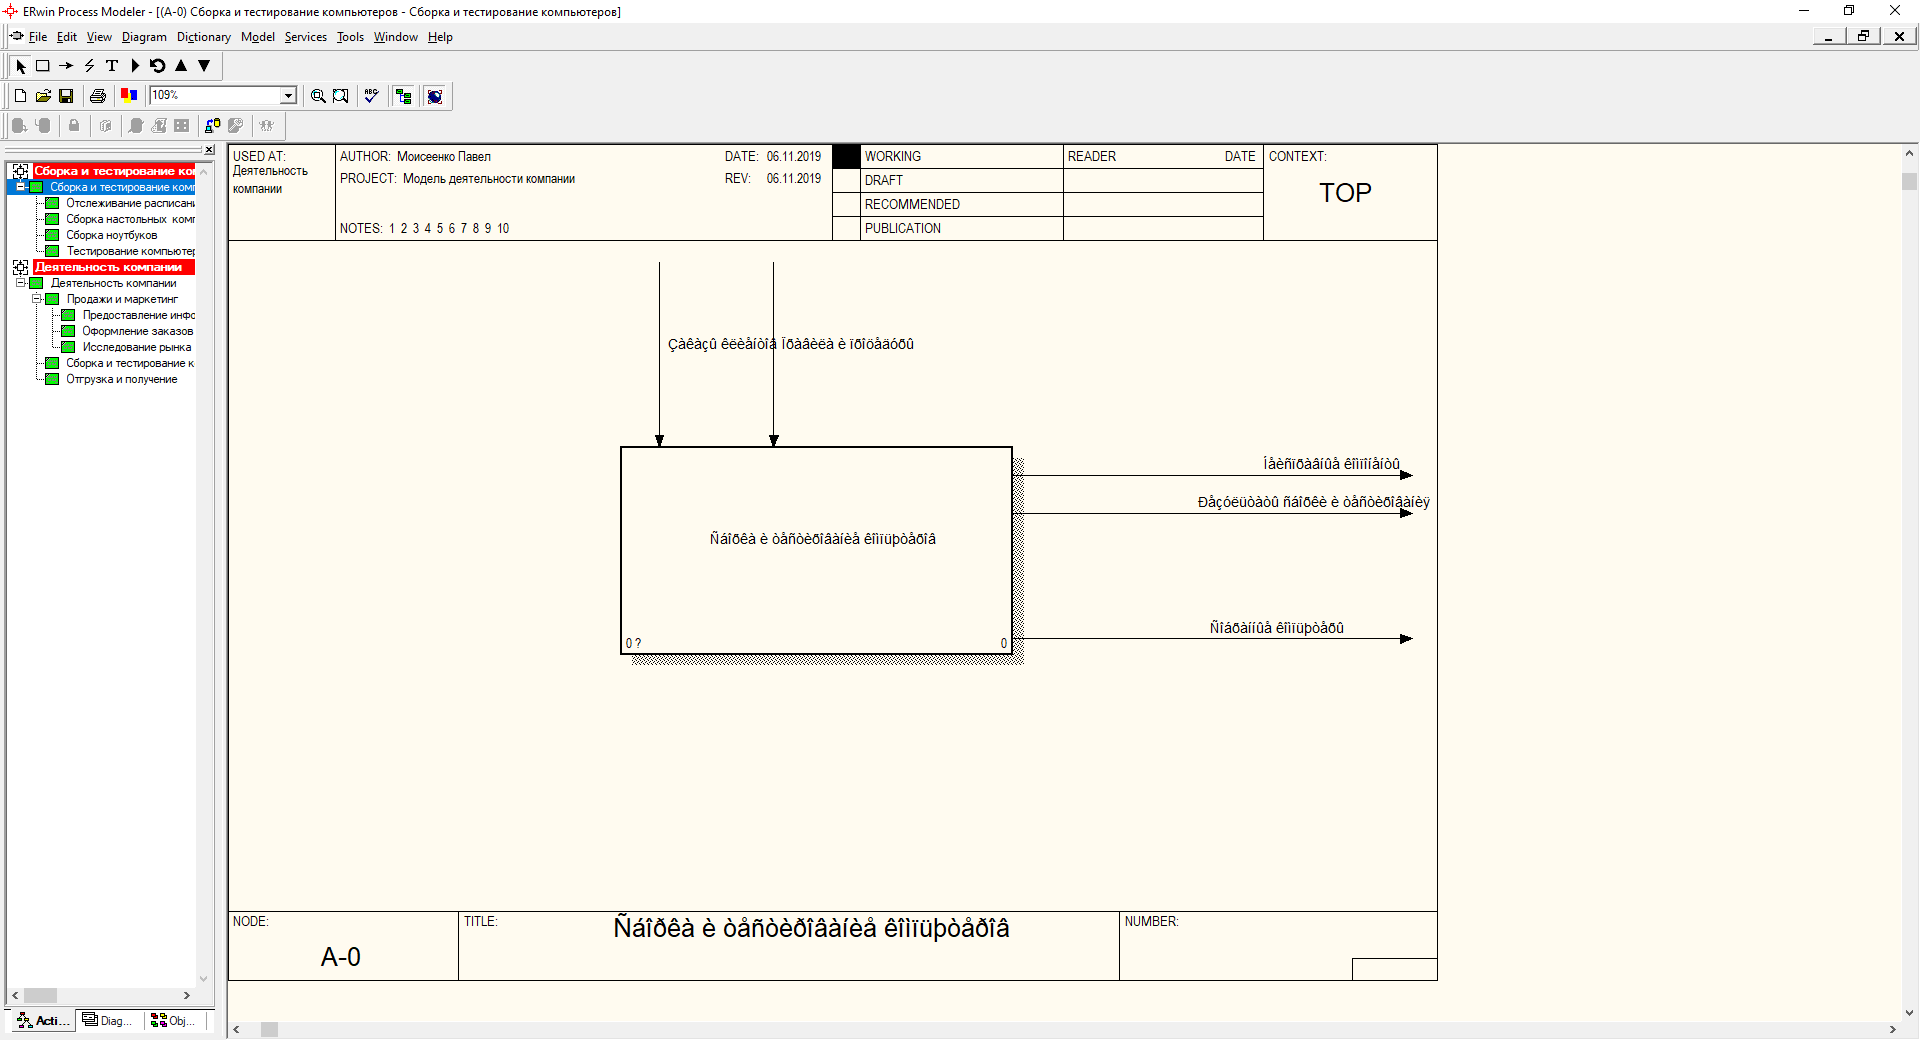 ERwin Process Modeler - [(A-0) Сборка и тестирование компьютеров - Сборка и тестирование компьютеров]
File Edit View Diagram Dictionary Model Services Tools Window Help
109%
Сборка и тестирование ко
Сборка и тестирование комп
Отслеживание расписани
Сборка настольных комп
Сборка ноутбуков
Тестирование компьютер
Деятельность компании
Деятельность компании
Продажи и маркетинг
Предоставление инфо
Оформление заказов
Исследование рынка
Сборка и тестирование к
Отгрузка и получение
Acti... Diag... Obj...
USED AT:
Деятельность
компании
AUTHOR: Моисеенко Павел
DATE: 06.11.2019
PROJECT: Модель деятельности компании
REV: 06.11.2019
NOTES: 1 2 3 4 5 6 7 8 9 10
WORKING
DRAFT
RECOMMENDED
PUBLICATION
READER DATE
CONTEXT:
TOP
Çàêàçû êëèåíòîâ Ïðàâèëà è ïðîöåäóðû
Íåèñïðàâíûå êîìïîíåíòû
Ðåçóëüòàòû ñáîðêè è òåñòèðîâàíèÿ
Ñáîðêà è òåñòèðîâàíèå êîìïüþòåðîâ
0 ? 0
Ñîáðàííûå êîìïüþòåðû
NODE:
A-0
TITLE:
Ñáîðêà è òåñòèðîâàíèå êîìïüþòåðîâ
NUMBER: